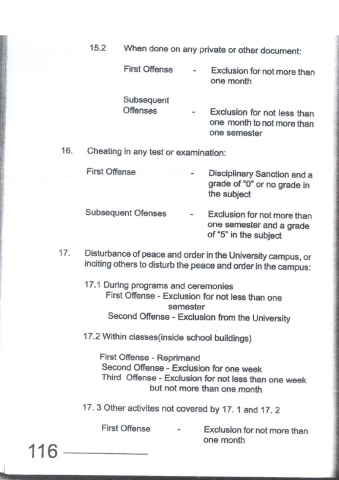 15.2 When done on any private or other document:
First Offense - Exclusion for not more than
one month
Subsequent
Offenses - Exclusion for not less than
one month to not more than
one semester
16. Cheating in any test or examination:
First Offense - Disciplinary Sanction and a
grade of "0" or no grade in
the subject
Subsequent Ofenses - Exclusion for not more than
one semester and a grade
of "5" in the subject
17. Disturbance of peace and order in the University campus, or
inciting others to disturb the peace and order in the campus:
17.1 During programs and ceremonies
First Offense - Exclusion for not less than one
semester
Second Offense - Exclusion from the University
17.2 Within classes(inside school buildings)
First Offense - Reprimand
Second Offense - Exclusion for one week
Third Offense - Exclusion for not less than one week
but not more than one month
17. 3 Other activites not covered by 17. 1 and 17. 2
First Offense - Exclusion for not more than
one month
116